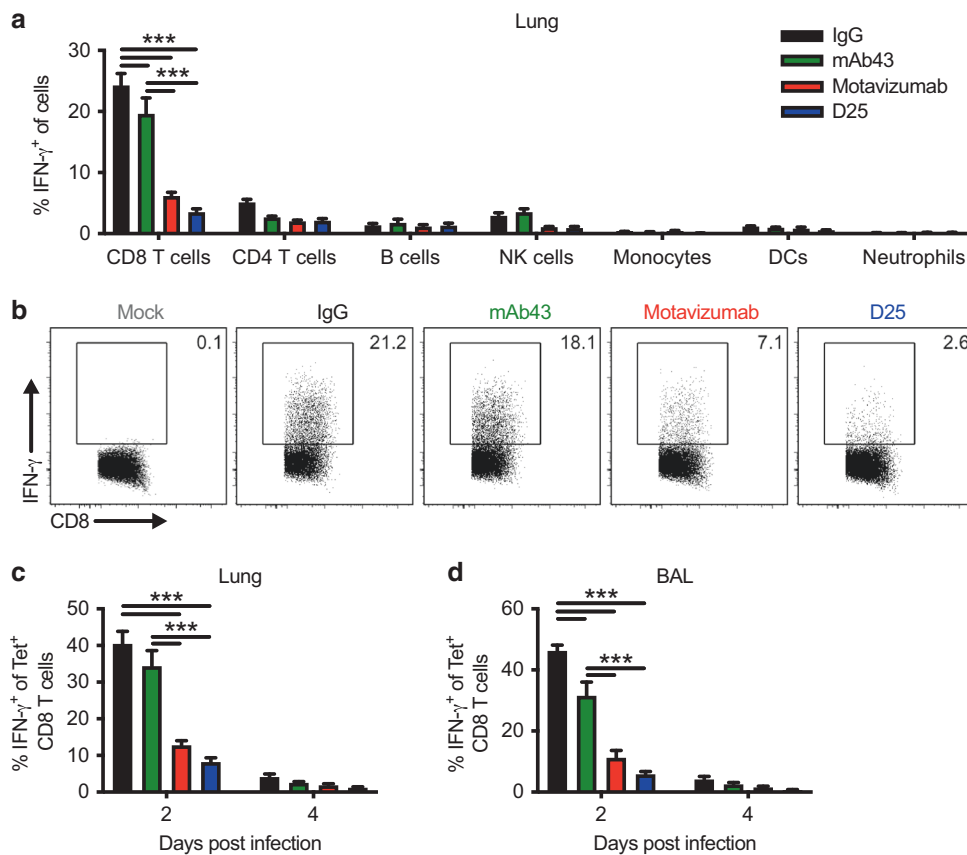 a
Lung
IgG
mAb43
Motavizumab
D25
***
***
% IFN-γ+ of cells
30
20
10
0
CD8 T cells
CD4 T cells
B cells
NK cells
Monocytes
DCs
Neutrophils
b
Mock
IgG
mAb43
Motavizumab
D25
0.1
21.2
18.1
7.1
2.6
IFN-γ
CD8
c
Lung
***
***
% IFN-γ+ of Tet+
CD8 T cells
50
40
30
20
10
0
2
4
Days post infection
d
BAL
***
***
% IFN-γ+ of Tet+
CD8 T cells
60
40
20
0
2
4
Days post infection